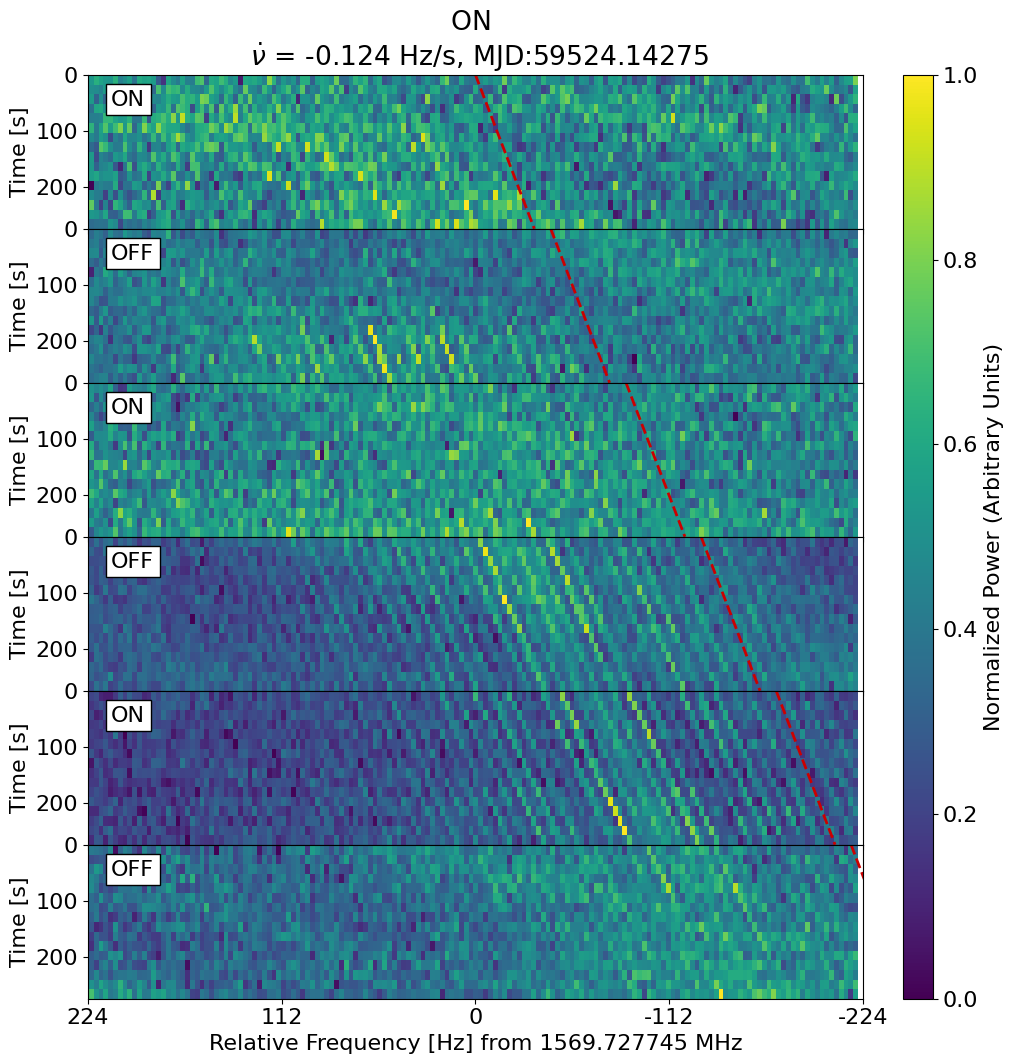 ON
ν̇ = -0.124 Hz/s, MJD:59524.14275
Time [s]
0
100
200
ON
Time [s]
0
100
200
OFF
Time [s]
0
100
200
ON
Time [s]
0
100
200
OFF
Time [s]
0
100
200
ON
Time [s]
0
100
200
OFF
224 112 0 -112 -224
Relative Frequency [Hz] from 1569.727745 MHz
1.0
0.8
0.6
0.4
0.2
0.0
Normalized Power (Arbitrary Units)